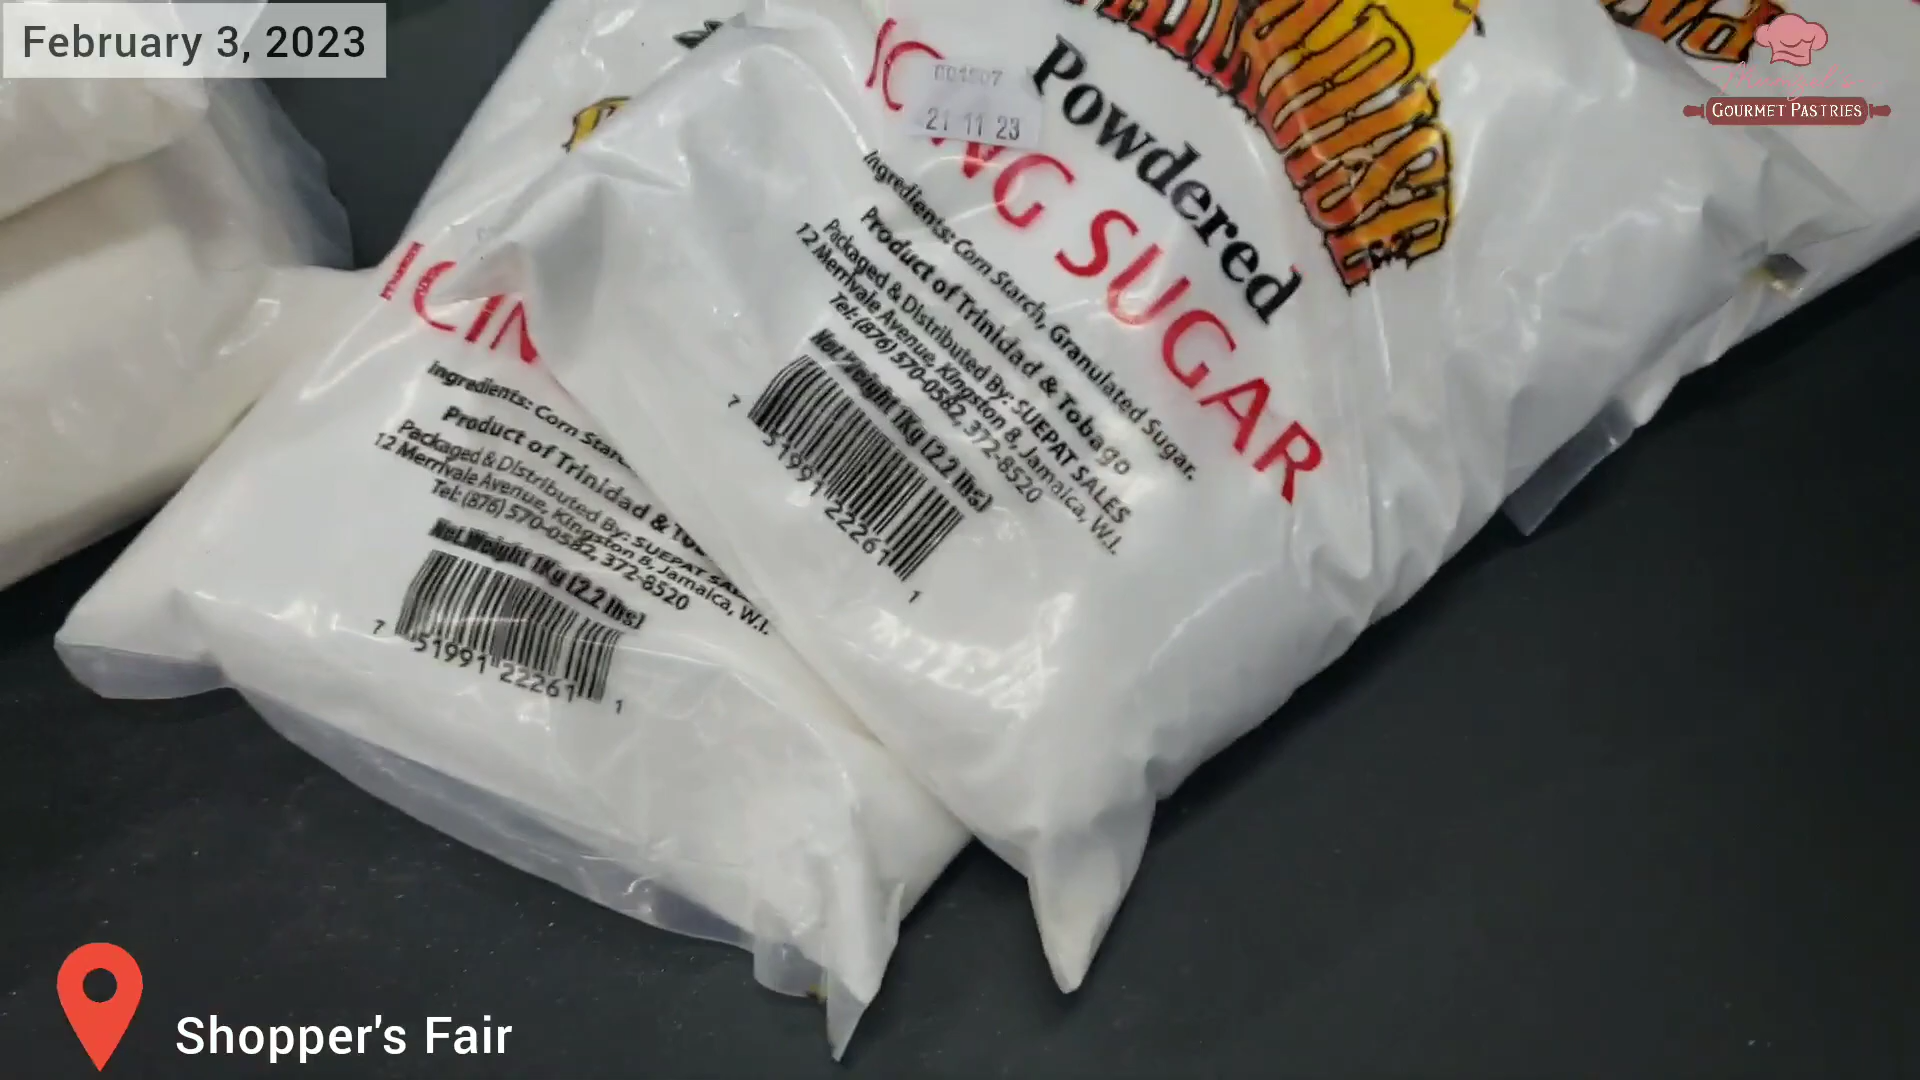 February 3, 2023
GOURMET PASTRIES
Powdered
001507
21 11 23
ICING SUGAR
Ingredients: Corn Starch, Granulated Sugar.
Product of Trinidad & Tobago
Packaged & Distributed By: SUEPAT SALES
12 Merrivale Avenue, Kingston 8, Jamaica, W.I.
Tel: (876) 570-0582, 372-8520
Net Weight 1Kg (2.2 lbs)
7 51991 22261 1
ICIN
Ingredients: Corn Starc
Product of Trinidad & To
Packaged & Distributed By: SUEPAT SAL
12 Merrivale Avenue, Kingston 8, Jamaica, W.I.
Tel: (876) 570-0582, 372-8520
Net Weight 1Kg (2.2 lbs)
7 51991 22261 1
Shopper's Fair